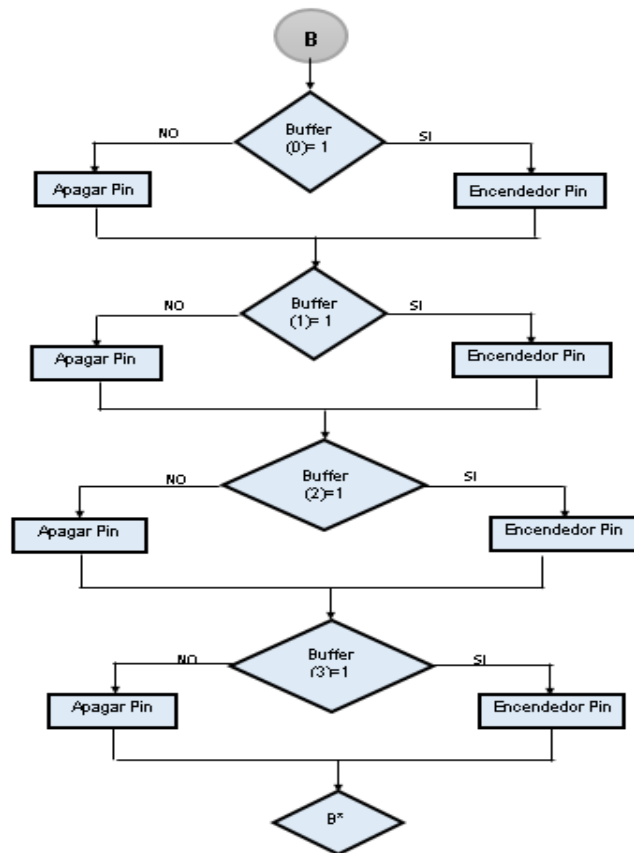 B
Buffer
(0)= 1
NO
SI
Apagar Pin
Encendedor Pin
Buffer
(1)= 1
NO
SI
Apagar Pin
Encendedor Pin
Buffer
(2)=1
NO
SI
Apagar Pin
Encendedor Pin
Buffer
(3)=1
NO
SI
Apagar Pin
Encendedor Pin
B*